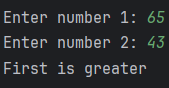 Enter number 1: 65
Enter number 2: 43
First is greater